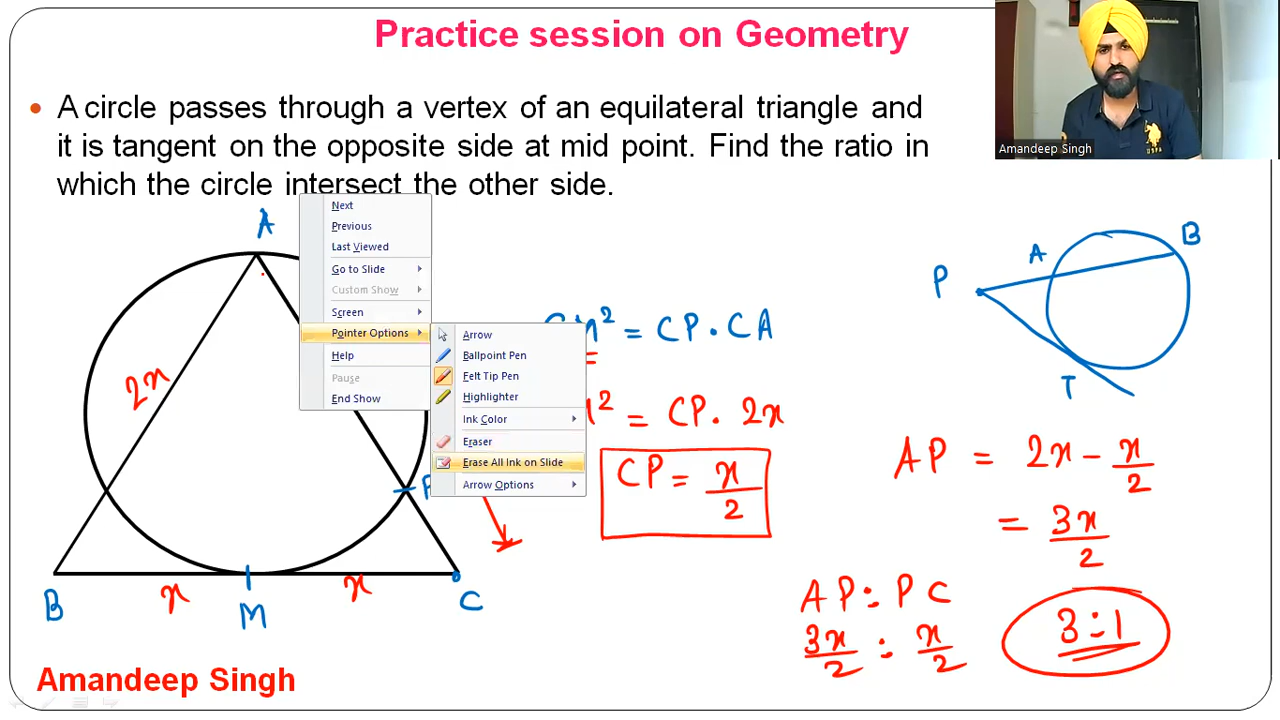 Practice session on Geometry
Amandeep Singh
• A circle passes through a vertex of an equilateral triangle and
it is tangent on the opposite side at mid point. Find the ratio in
which the circle intersect the other side.
Next
Previous
Last Viewed
Go to Slide
Custom Show
Screen
Pointer Options
Help
Pause
End Show
Arrow
Ballpoint Pen
Felt Tip Pen
Highlighter
Ink Color
Eraser
Erase All Ink on Slide
Arrow Options
A
2x
P
B
x
M
x
C
² = CP · CA
² = CP · 2x
CP = x/2
P
A
B
T
AP = 2x - x/2
= 3x/2
AP : PC
3x/2 : x/2
3:1
Amandeep Singh